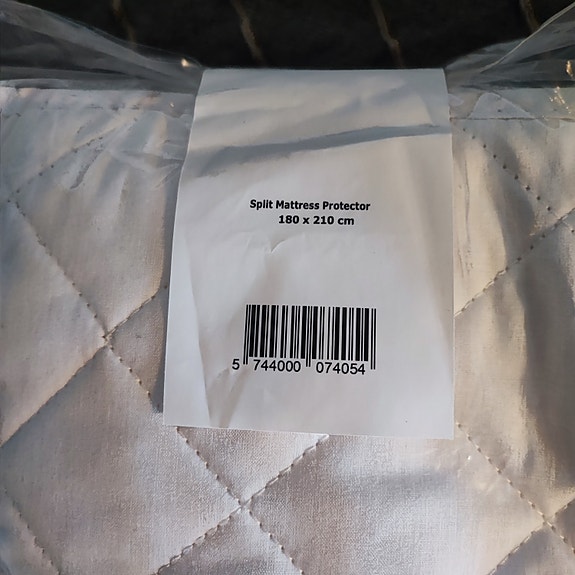 Split Mattress Protector
180 x 210 cm
5 744000 074054